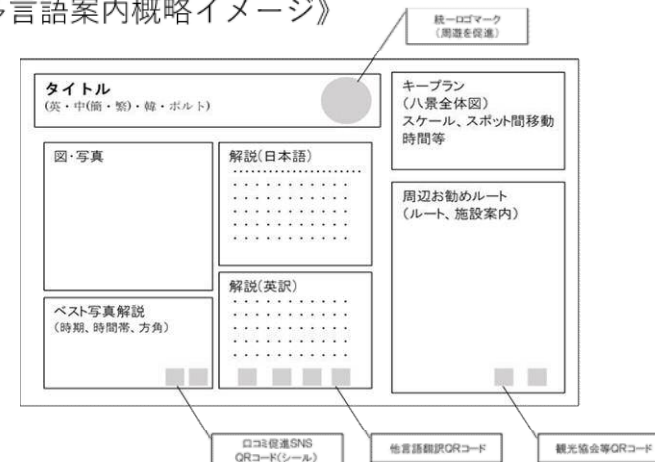 言語案内概略イメージ》
統一ロゴマーク
(周遊を促進)
タイトル
(英・中(簡・繁)・韓・ポルト)
キープラン
(八景全体図)
スケール、スポット間移動
時間等
図・写真
解説(日本語)
周辺お勧めルート
(ルート、施設案内)
解説(英訳)
ベスト写真解説
(時期、時間帯、方角)
口コミ促進SNS
QRコード(シール)
他言語翻訳QRコード
観光協会等QRコード